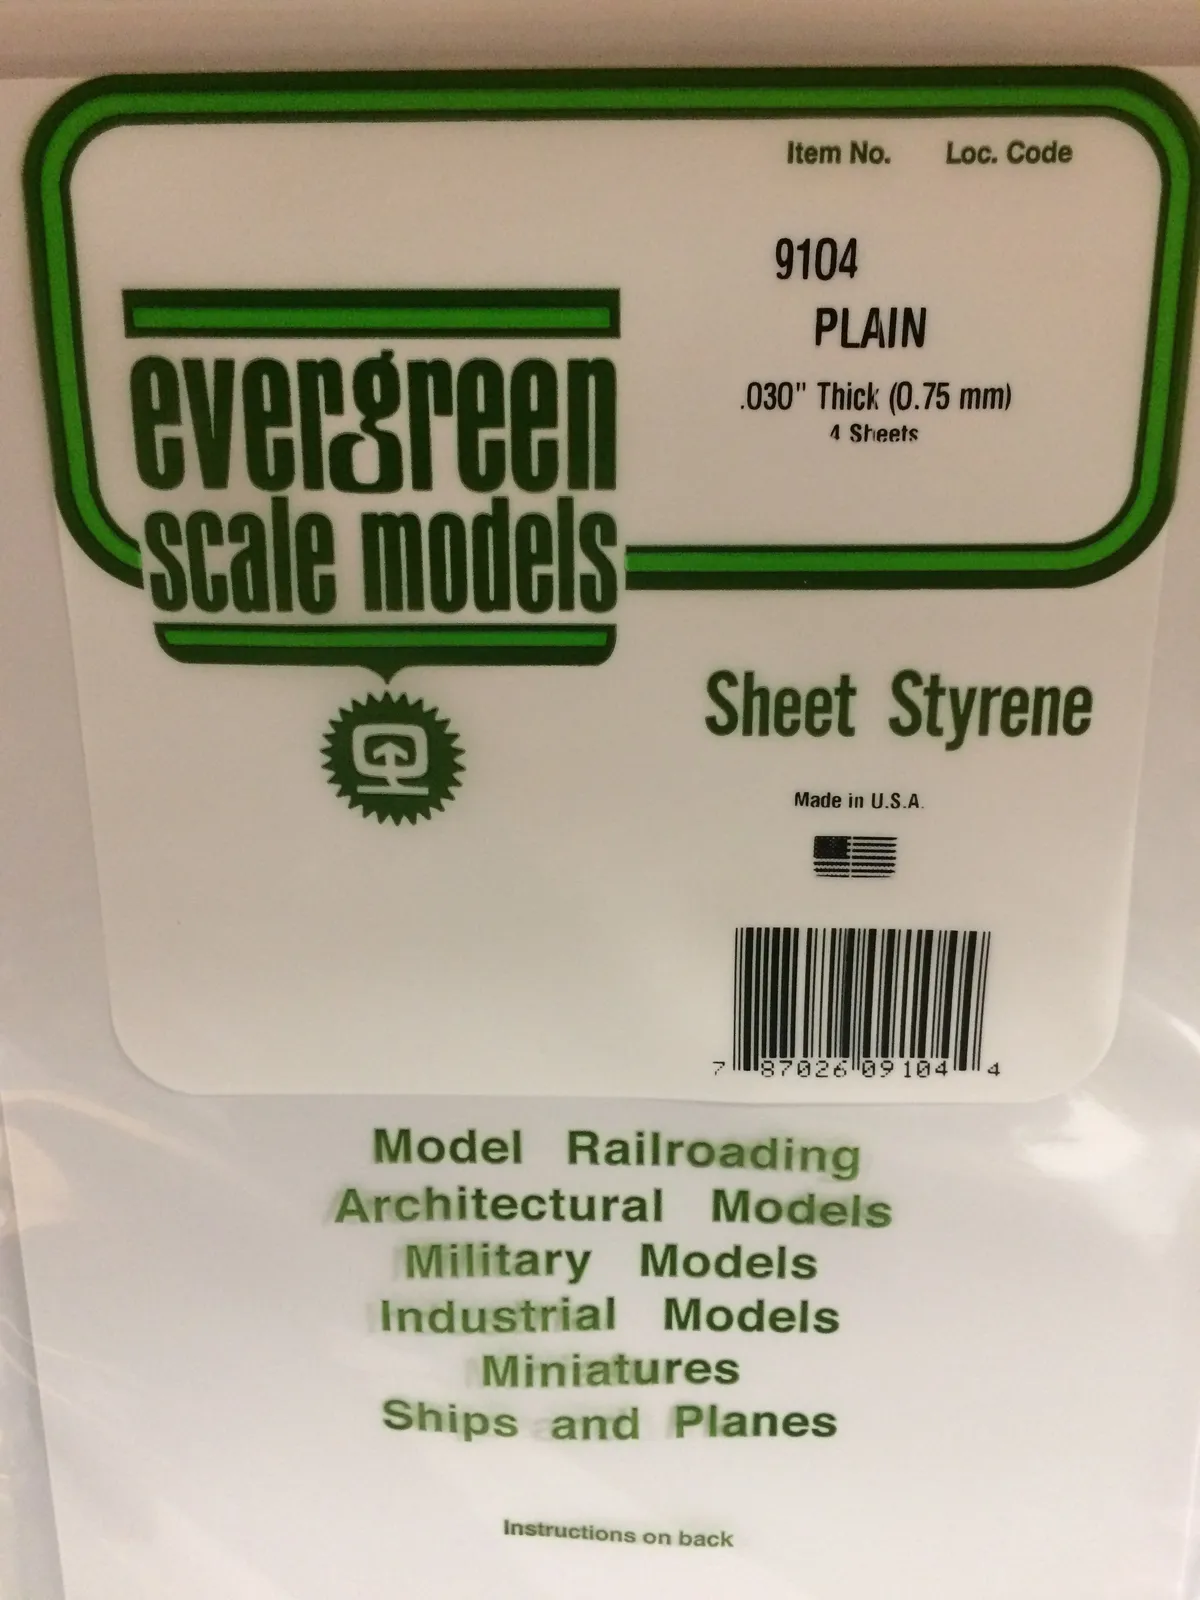 Item No. Loc. Code
9104
PLAIN
.030" Thick (0.75 mm)
4 Sheets
evergreen
scale models
Sheet Styrene
Made in U.S.A.
7 87026 09104 4
Model Railroading
Architectural Models
Military Models
Industrial Models
Miniatures
Ships and Planes
Instructions on back